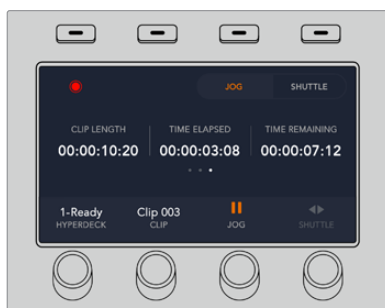 JOG SHUTTLE
CLIP LENGTH TIME ELAPSED TIME REMAINING
00:00:10:20 00:00:03:08 00:00:07:12
1-Ready Clip 003
HYPERDECK CLIP JOG SHUTTLE